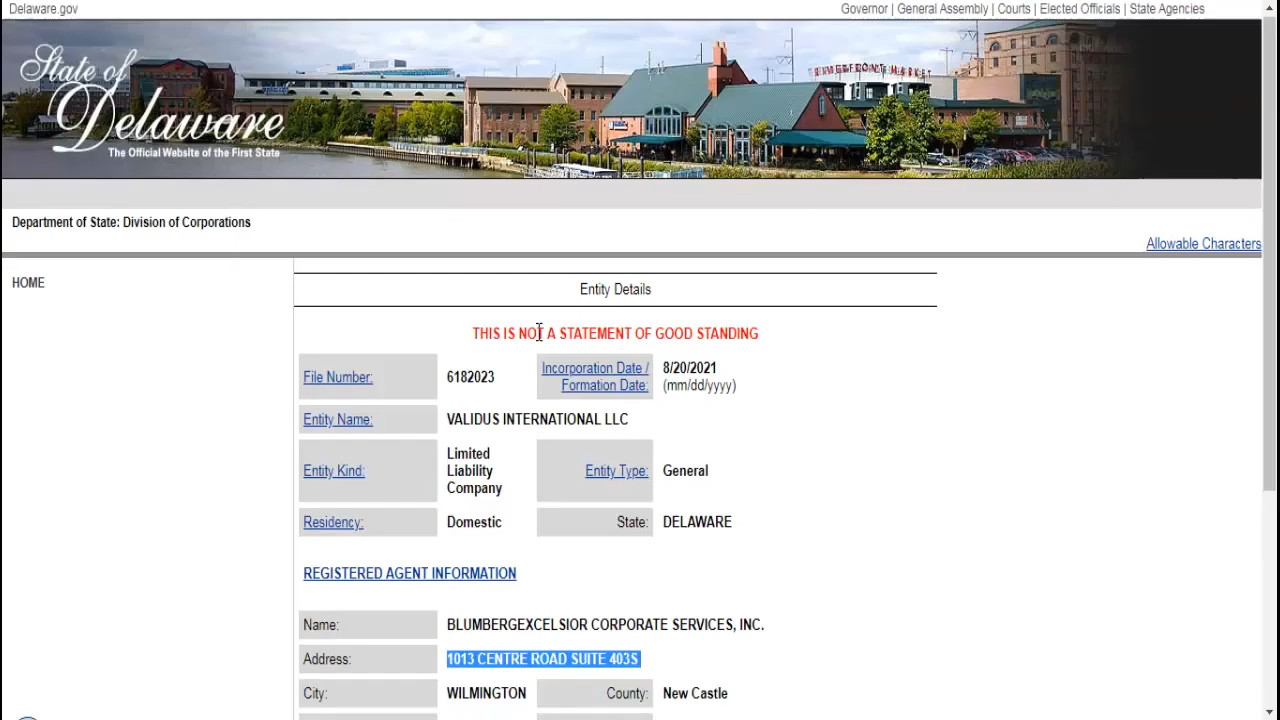 Delaware.gov
Governor | General Assembly | Courts | Elected Officials | State Agencies
State of
Delaware
The Official Website of the First State
Department of State: Division of Corporations
Allowable Characters
HOME
Entity Details
THIS IS NOT A STATEMENT OF GOOD STANDING
File Number: 6182023 Incorporation Date / Formation Date: 8/20/2021 (mm/dd/yyyy)
Entity Name: VALIDUS INTERNATIONAL LLC
Entity Kind: Limited Liability Company Entity Type: General
Residency: Domestic State: DELAWARE
REGISTERED AGENT INFORMATION
Name: BLUMBERGEXCELSIOR CORPORATE SERVICES, INC.
Address: 1013 CENTRE ROAD SUITE 403S
City: WILMINGTON County: New Castle